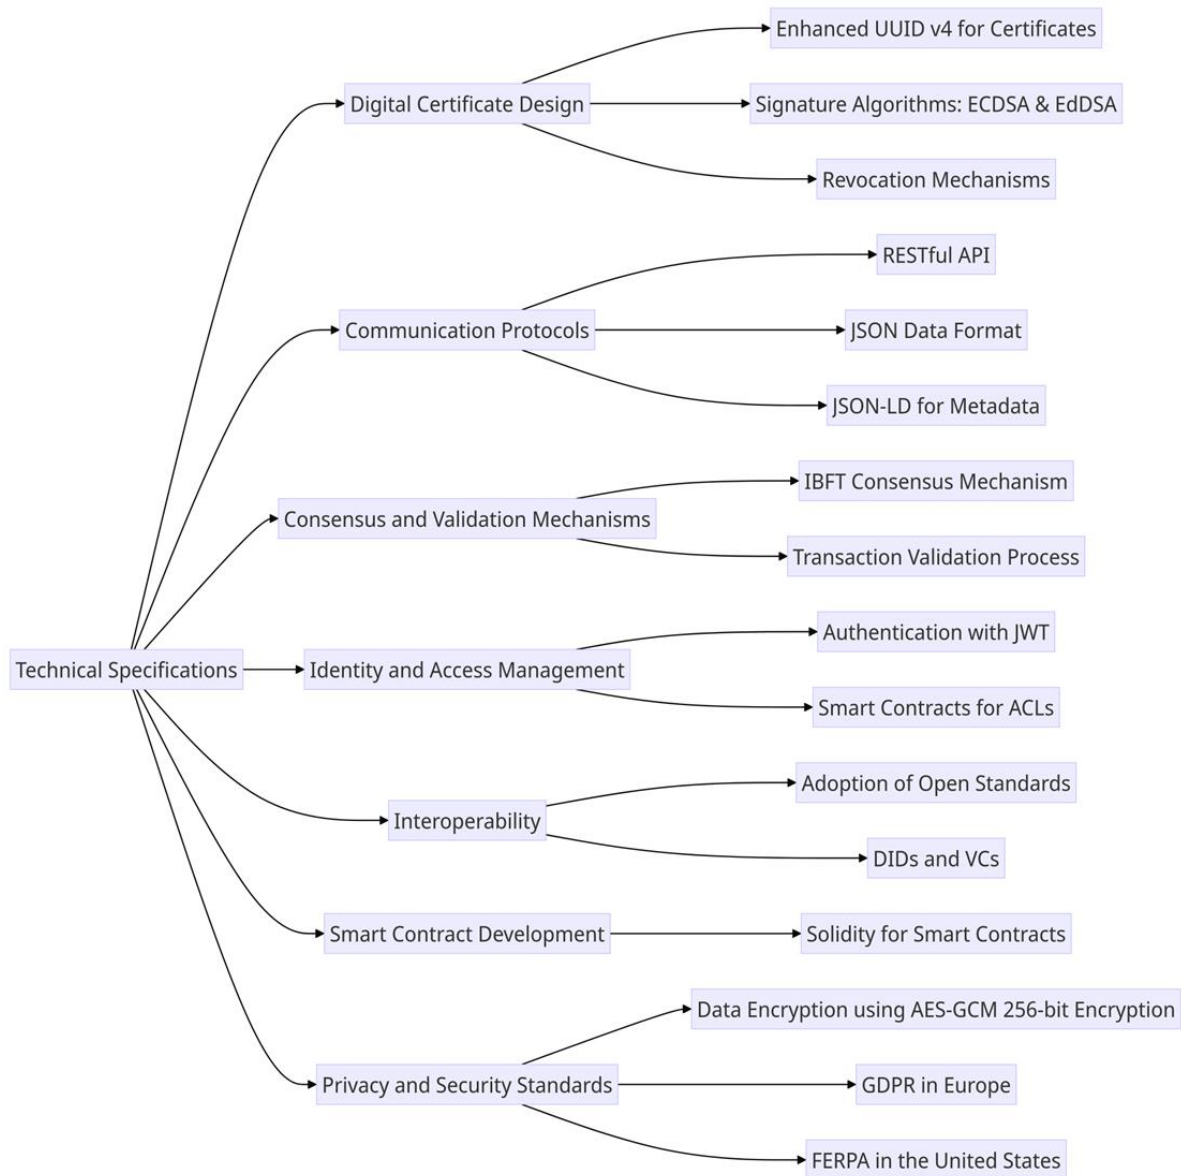 Technical Specifications
Digital Certificate Design
Enhanced UUID v4 for Certificates
Signature Algorithms: ECDSA & EdDSA
Revocation Mechanisms
Communication Protocols
RESTful API
JSON Data Format
JSON-LD for Metadata
Consensus and Validation Mechanisms
IBFT Consensus Mechanism
Transaction Validation Process
Identity and Access Management
Authentication with JWT
Smart Contracts for ACLs
Interoperability
Adoption of Open Standards
DIDs and VCs
Smart Contract Development
Solidity for Smart Contracts
Privacy and Security Standards
Data Encryption using AES-GCM 256-bit Encryption
GDPR in Europe
FERPA in the United States